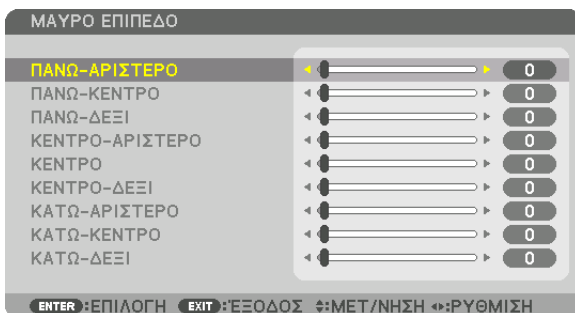 ΜΑΥΡΟ ΕΠΙΠΕΔΟ
ΠΑΝΩ-ΑΡΙΣΤΕΡΟ 0
ΠΑΝΩ-ΚΕΝΤΡΟ 0
ΠΑΝΩ-ΔΕΞΙ 0
ΚΕΝΤΡΟ-ΑΡΙΣΤΕΡΟ 0
ΚΕΝΤΡΟ 0
ΚΕΝΤΡΟ-ΔΕΞΙ 0
ΚΑΤΩ-ΑΡΙΣΤΕΡΟ 0
ΚΑΤΩ-ΚΕΝΤΡΟ 0
ΚΑΤΩ-ΔΕΞΙ 0
ENTER :ΕΠΙΛΟΓΗ EXIT :ΈΞΟΔΟΣ :ΜΕΤ/ΝΗΣΗ :ΡΥΘΜΙΣΗ